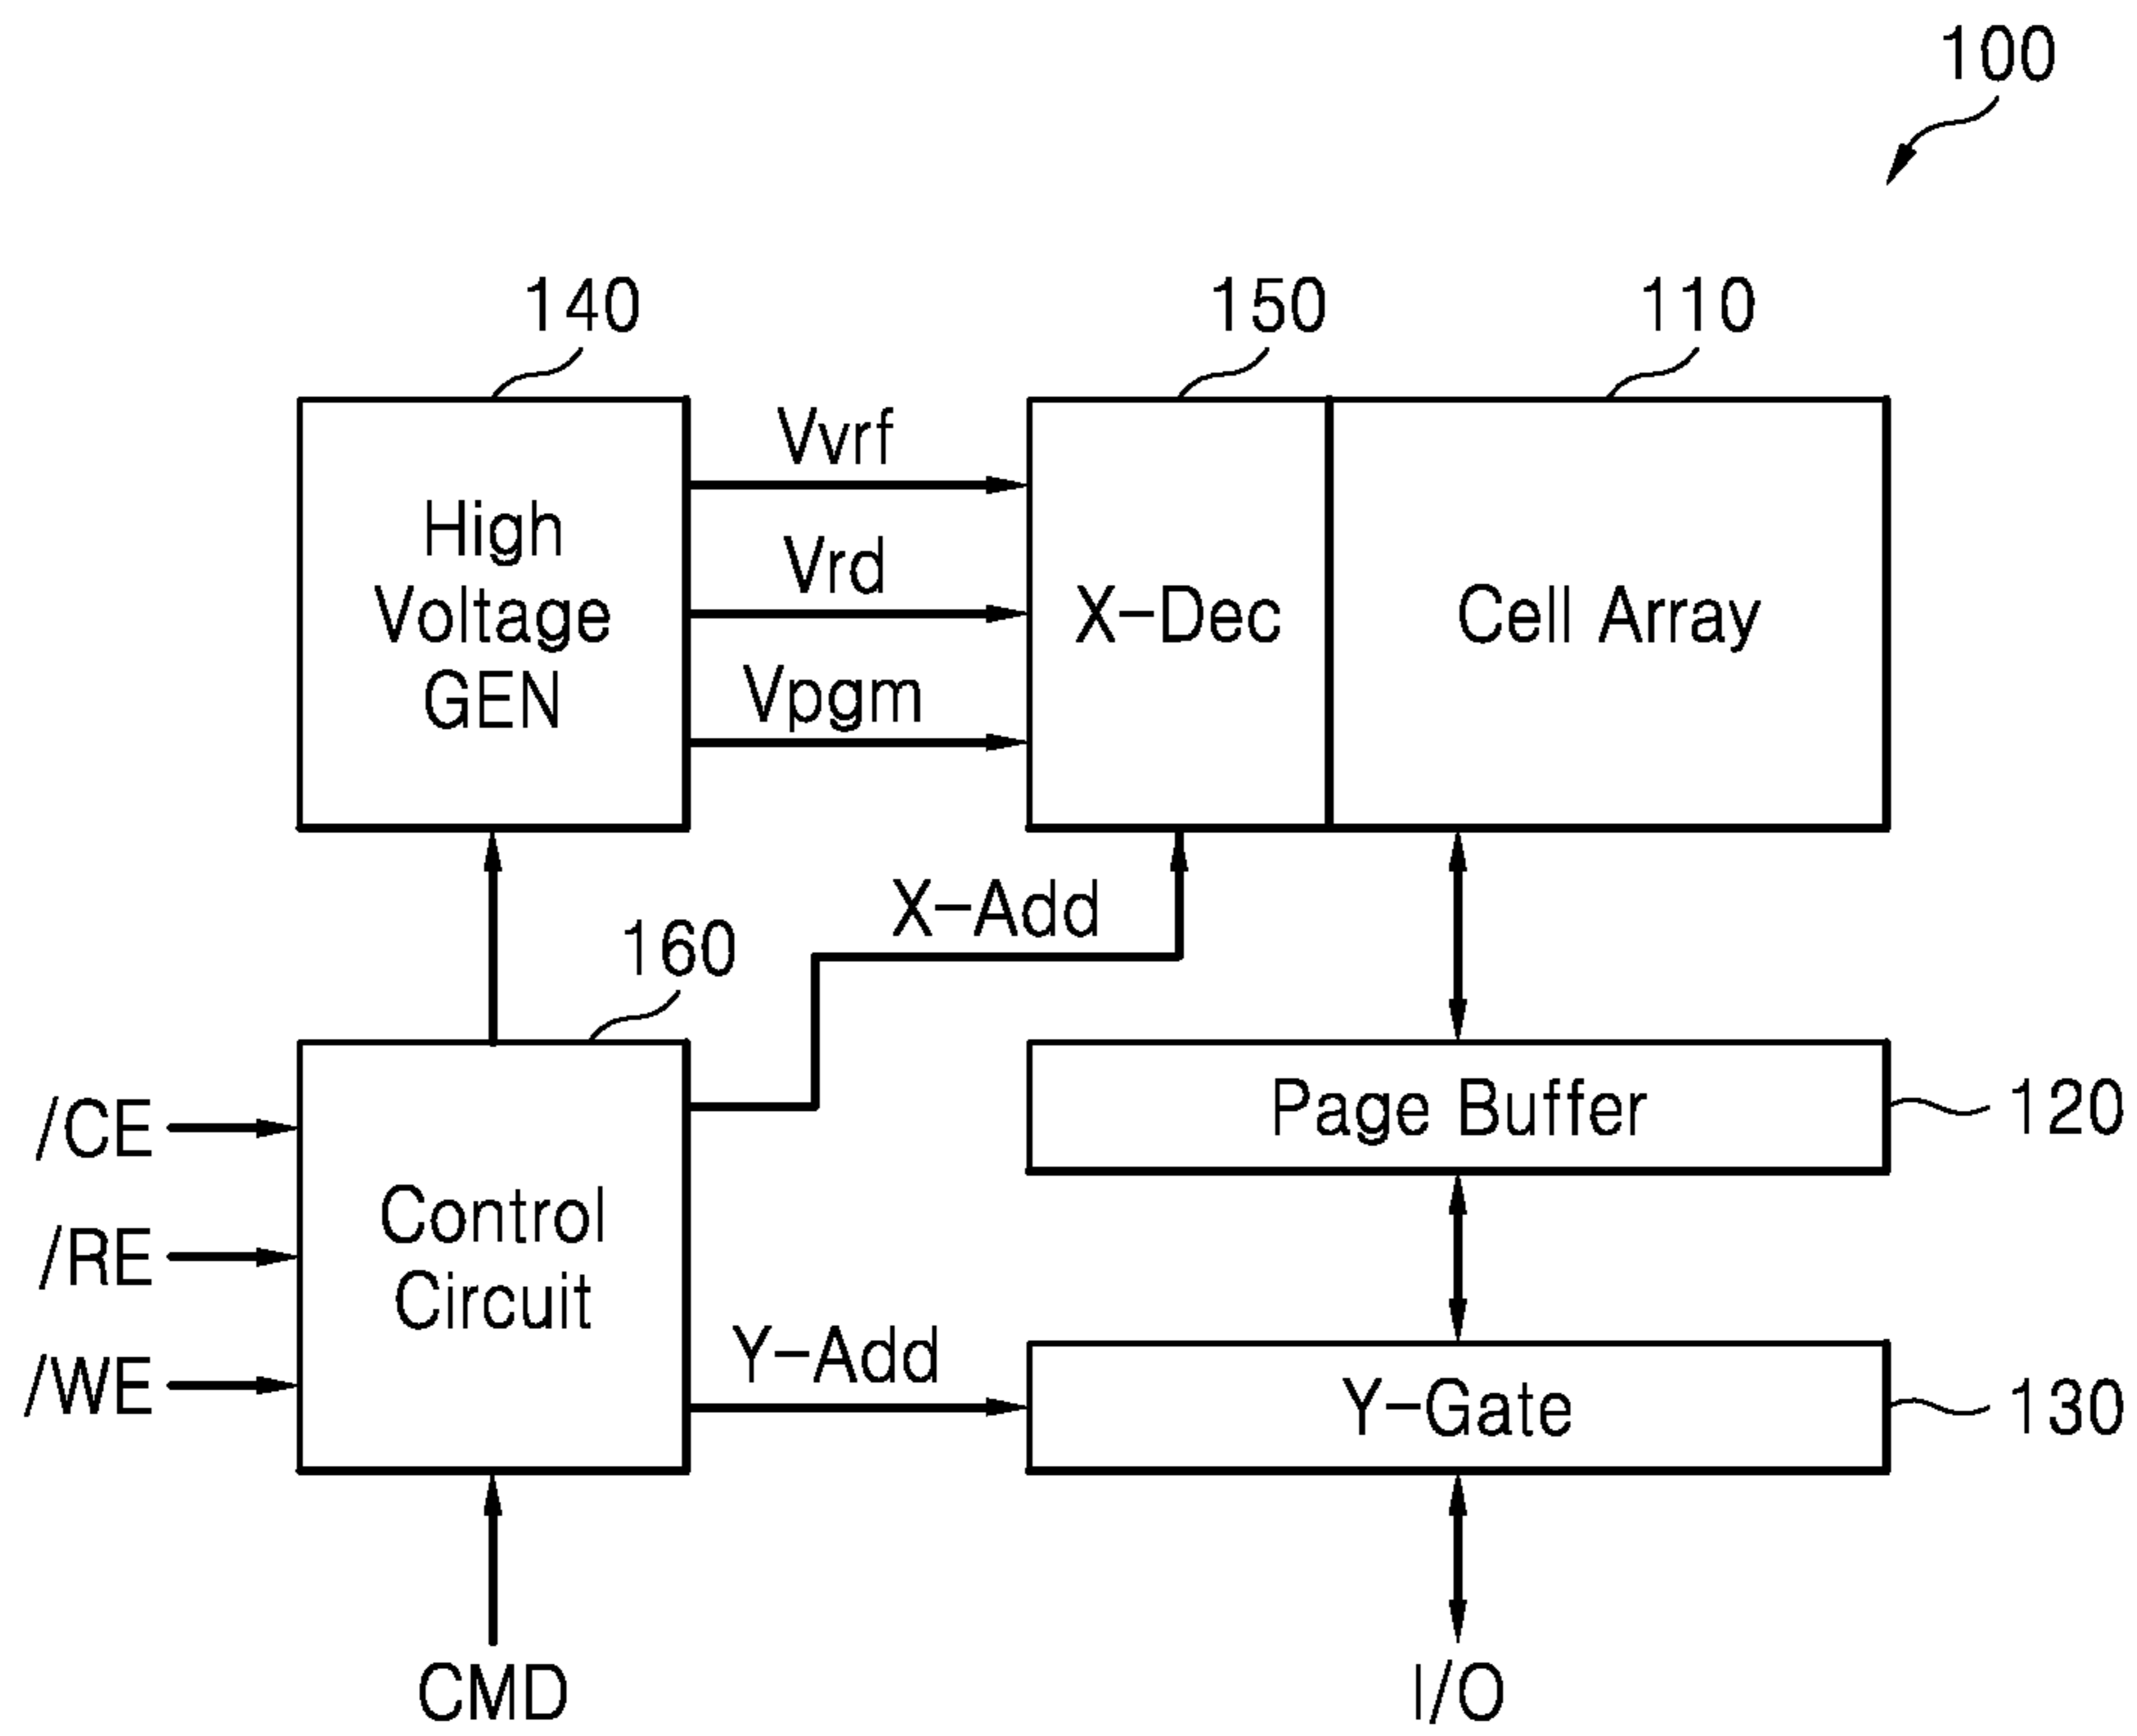 100
140
150
110
Vvrf
High
Voltage
GEN
Vrd
X-Dec
Cell Array
Vpgm
X-Add
160
/CE
Page Buffer
120
Control
Circuit
/RE
Y-Add
/WE
Y-Gate
130
CMD
I/O